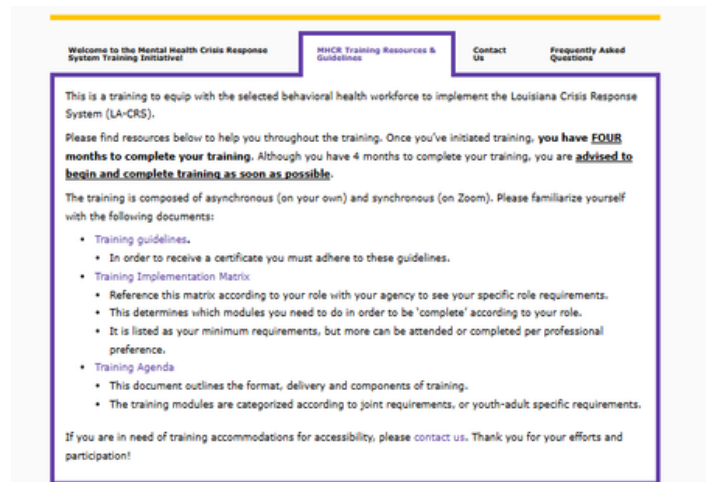 Welcome to the Mental Health Crisis Response
System Training Initiative!
MHCR Training Resources &
Guidelines
Contact
Us
Frequently Asked
Questions
This is a training to equip with the selected behavioral health workforce to implement the Louisiana Crisis Response
System (LA-CRS).
Please find resources below to help you throughout the training. Once you've initiated training, you have FOUR
months to complete your training. Although you have 4 months to complete your training, you are advised to
begin and complete training as soon as possible.
The training is composed of asynchronous (on your own) and synchronous (on Zoom). Please familiarize yourself
with the following documents:
• Training guidelines.
• In order to receive a certificate you must adhere to these guidelines.
• Training Implementation Matrix
• Reference this matrix according to your role with your agency to see your specific role requirements.
• This determines which modules you need to do in order to be 'complete' according to your role.
• It is listed as your minimum requirements, but more can be attended or completed per professional
preference.
• Training Agenda
• This document outlines the format, delivery and components of training.
• The training modules are categorized according to joint requirements, or youth-adult specific requirements.
If you are in need of training accommodations for accessibility, please contact us. Thank you for your efforts and
participation!